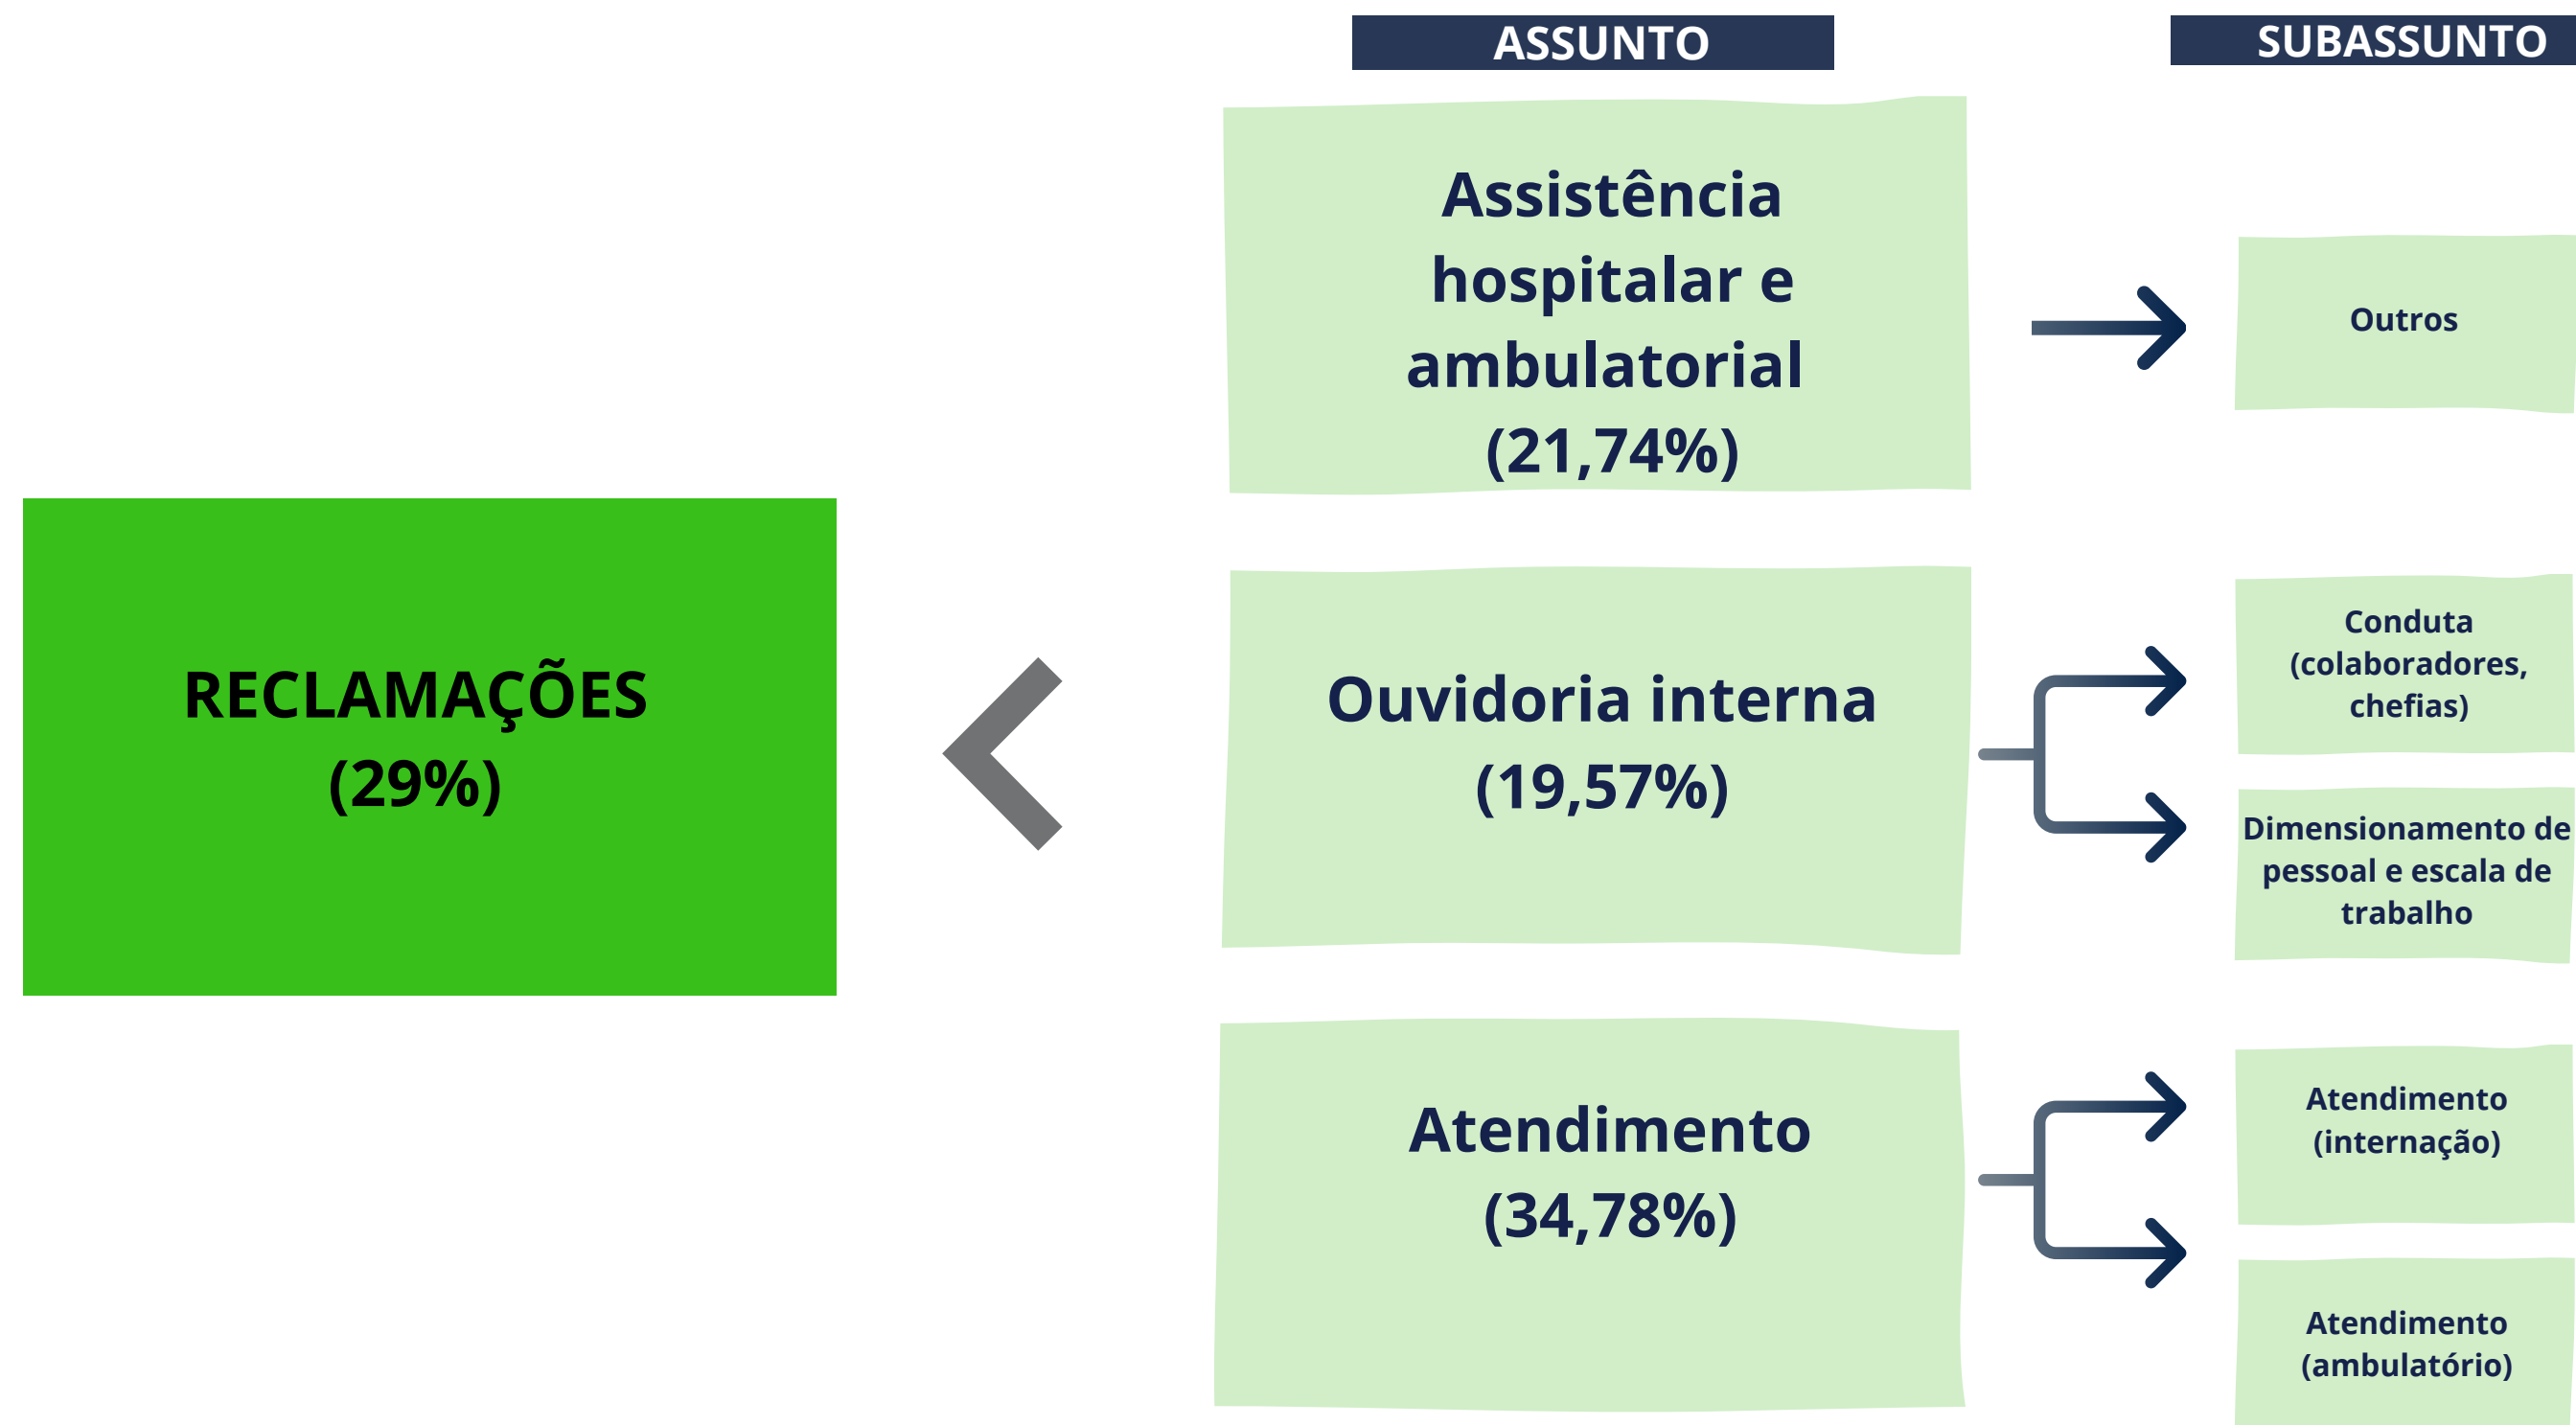 ASSUNTO
SUBASSUNTO
Assistência
hospitalar e
ambulatorial
(21,74%)
Outros
RECLAMAÇÕES
(29%)
Ouvidoria interna
(19,57%)
Conduta
(colaboradores,
chefias)
Dimensionamento de
pessoal e escala de
trabalho
Atendimento
(34,78%)
Atendimento
(internação)
Atendimento
(ambulatório)